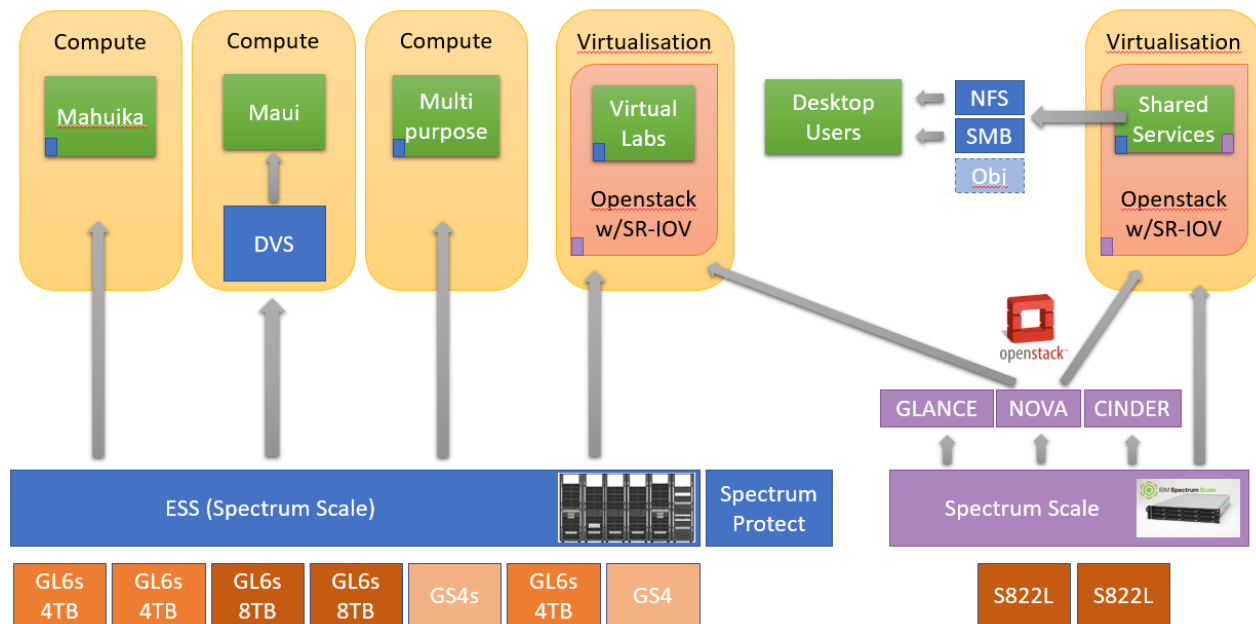 Compute
Compute
Compute
Virtualisation
Virtualisation
Mahuika
Maui
Multi
purpose
Virtual
Labs
Desktop
Users
NFS
SMB
Obj
Shared
Services
DVS
Openstack
w/SR-IOV
Openstack
w/SR-IOV
openstack™
GLANCE
NOVA
CINDER
ESS (Spectrum Scale)
Spectrum
Protect
Spectrum Scale
IBM Spectrum Scale
GL6s
4TB
GL6s
4TB
GL6s
8TB
GL6s
8TB
GS4s
GL6s
4TB
GS4
S822L
S822L